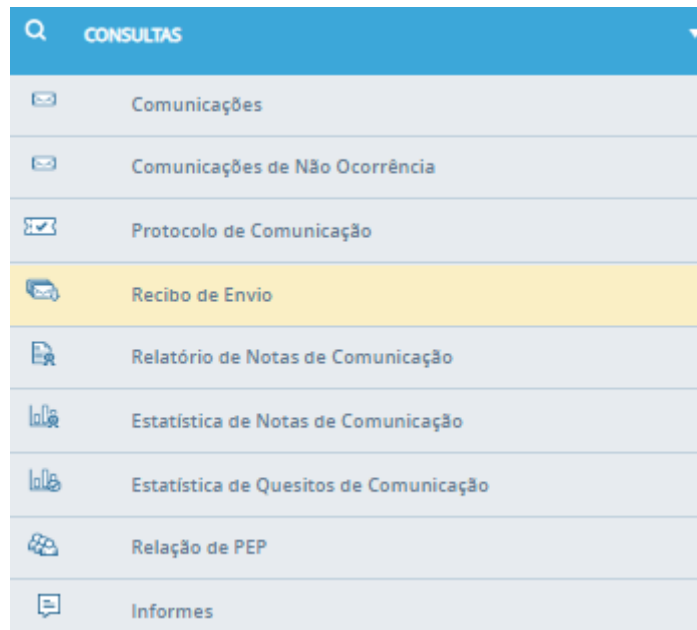 CONSULTAS
Comunicações
Comunicações de Não Ocorrência
Protocolo de Comunicação
Recibo de Envio
Relatório de Notas de Comunicação
Estatística de Notas de Comunicação
Estatística de Quesitos de Comunicação
Relação de PEP
Informes